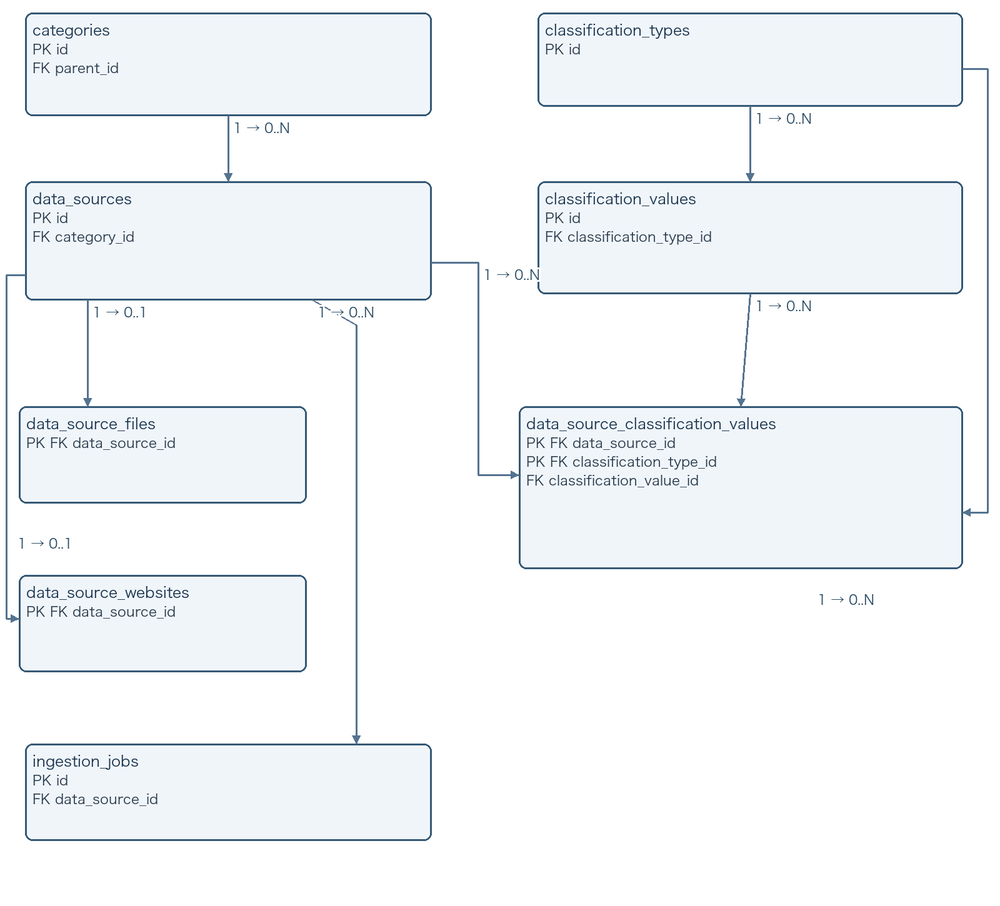 categories
PK id
FK parent_id
1 → 0..N
classification_types
PK id
1 → 0..N
data_sources
PK id
FK category_id
1 → 0..N
classification_values
PK id
FK classification_type_id
1 → 0..1
1 → 0..N
1 → 0..N
data_source_files
PK FK data_source_id
data_source_classification_values
PK FK data_source_id
PK FK classification_type_id
FK classification_value_id
1 → 0..1
data_source_websites
PK FK data_source_id
1 → 0..N
ingestion_jobs
PK id
FK data_source_id